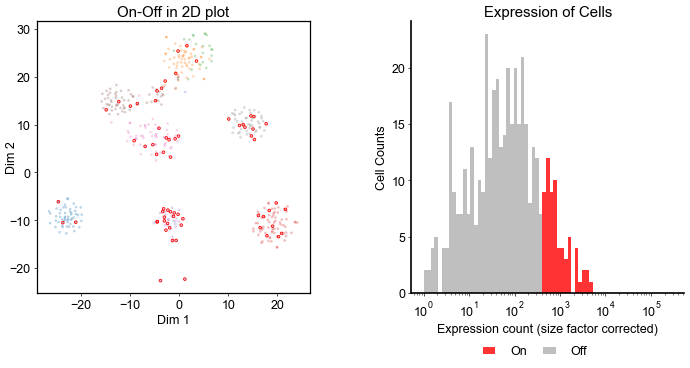 On-Off in 2D plot
30
20
10
0
−10
−20
−20
−10
0
10
20
Dim 2
Dim 1
Expression of Cells
20
15
10
5
0
10^0
10^1
10^2
10^3
10^4
10^5
Cell Counts
Expression count (size factor corrected)
On
Off